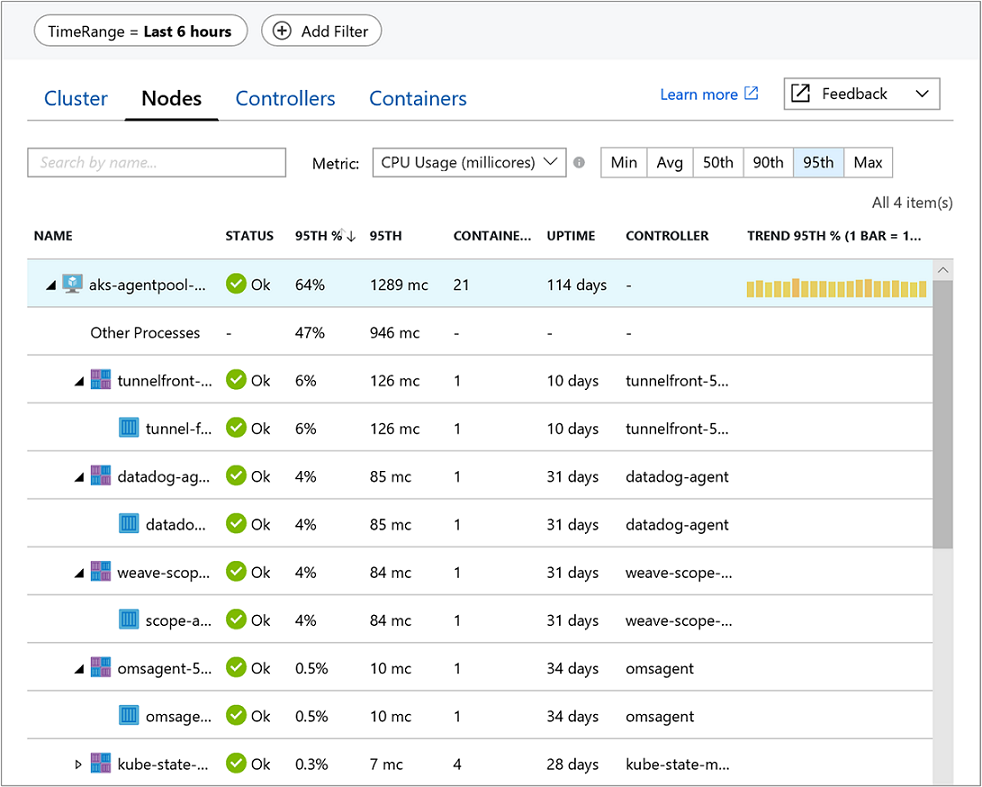 TimeRange = Last 6 hours Add Filter
Cluster Nodes Controllers Containers Learn more Feedback
Search by name... Metric: CPU Usage (millicores) Min Avg 50th 90th 95th Max
All 4 item(s)
NAME STATUS 95TH % 95TH CONTAINE... UPTIME CONTROLLER TREND 95TH % (1 BAR = 1...
aks-agentpool-... Ok 64% 1289 mc 21 114 days -
Other Processes - 47% 946 mc - - -
tunnelfront-... Ok 6% 126 mc 1 10 days tunnelfront-5...
tunnel-f... Ok 6% 126 mc 1 10 days tunnelfront-5...
datadog-ag... Ok 4% 85 mc 1 31 days datadog-agent
datado... Ok 4% 85 mc 1 31 days datadog-agent
weave-scop... Ok 4% 84 mc 1 31 days weave-scope-...
scope-a... Ok 4% 84 mc 1 31 days weave-scope-...
omsagent-5... Ok 0.5% 10 mc 1 34 days omsagent
omsage... Ok 0.5% 10 mc 1 34 days omsagent
kube-state-... Ok 0.3% 7 mc 4 28 days kube-state-m...